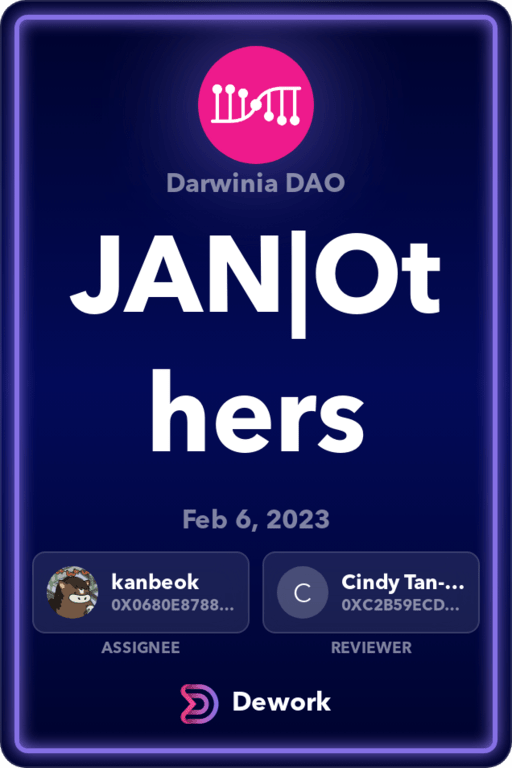 Darwinia DAO
JAN|Ot
hers
Feb 6, 2023
kanbeok
0X0680E8788...
ASSIGNEE
C
Cindy Tan-...
0XC2B59ECD...
REVIEWER
Dework